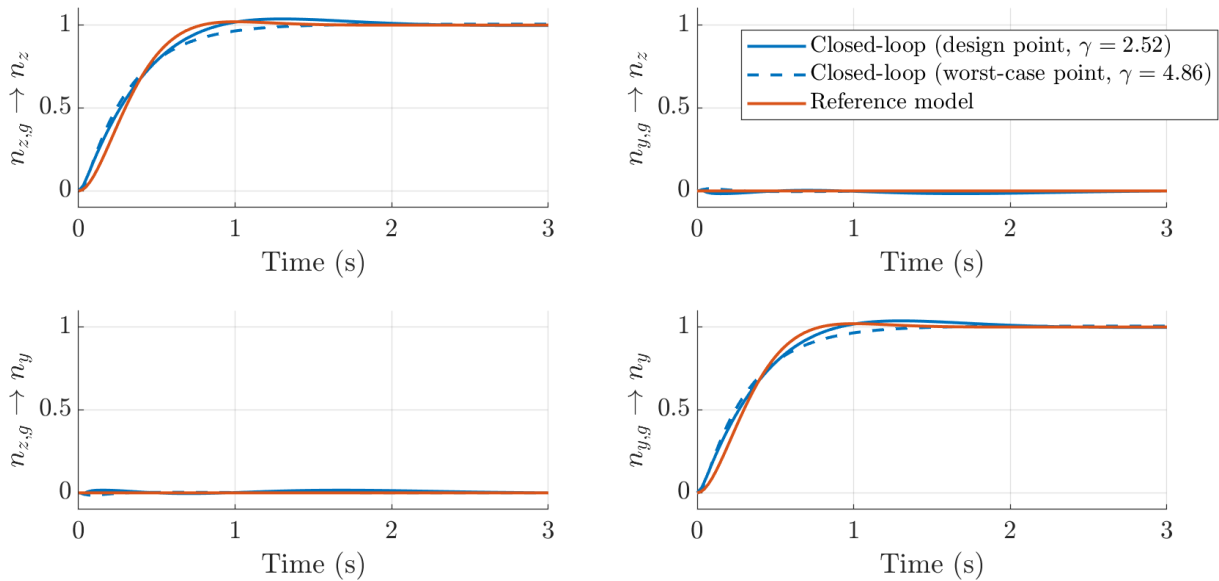 1
0.5
0
n_{z,g} → n_z
0 1 2 3
Time (s)
1
0.5
0
n_{y,g} → n_z
Closed-loop (design point, γ = 2.52)
Closed-loop (worst-case point, γ = 4.86)
Reference model
0 1 2 3
Time (s)
1
0.5
0
n_{z,g} → n_y
0 1 2 3
Time (s)
1
0.5
0
n_{y,g} → n_y
0 1 2 3
Time (s)